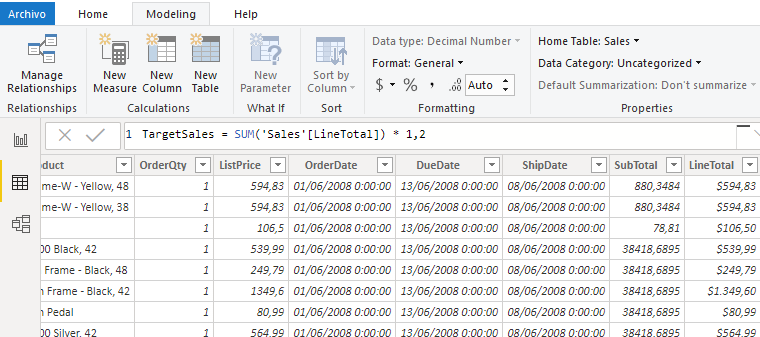 Archivo Home Modeling Help
Manage Relationships
New Measure
New Column
New Table
New Parameter
Sort by Column
Data type: Decimal Number
Format: General
$ % , .00 Auto
Home Table: Sales
Data Category: Uncategorized
Default Summarization: Don't summarize
Relationships Calculations What If Sort Formatting Properties
1 TargetSales = SUM('Sales'[LineTotal]) * 1,2
OrderQty ListPrice OrderDate DueDate ShipDate SubTotal LineTotal
me-W - Yellow, 48 1 594,83 01/06/2008 0:00:00 13/06/2008 0:00:00 08/06/2008 0:00:00 880,3484 $594,83
me-W - Yellow, 38 1 594,83 01/06/2008 0:00:00 13/06/2008 0:00:00 08/06/2008 0:00:00 880,3484 $594,83
1 106,5 01/06/2008 0:00:00 13/06/2008 0:00:00 08/06/2008 0:00:00 78,81 $106,50
00 Black, 42 1 539,99 01/06/2008 0:00:00 13/06/2008 0:00:00 08/06/2008 0:00:00 38418,6895 $539,99
Frame - Black, 48 1 249,79 01/06/2008 0:00:00 13/06/2008 0:00:00 08/06/2008 0:00:00 38418,6895 $249,79
n Frame - Black, 42 1 1349,6 01/06/2008 0:00:00 13/06/2008 0:00:00 08/06/2008 0:00:00 38418,6895 $1.349,60
n Pedal 1 80,99 01/06/2008 0:00:00 13/06/2008 0:00:00 08/06/2008 0:00:00 38418,6895 $80,99
00 Silver, 42 1 564,99 01/06/2008 0:00:00 13/06/2008 0:00:00 08/06/2008 0:00:00 38418,6895 $564,99